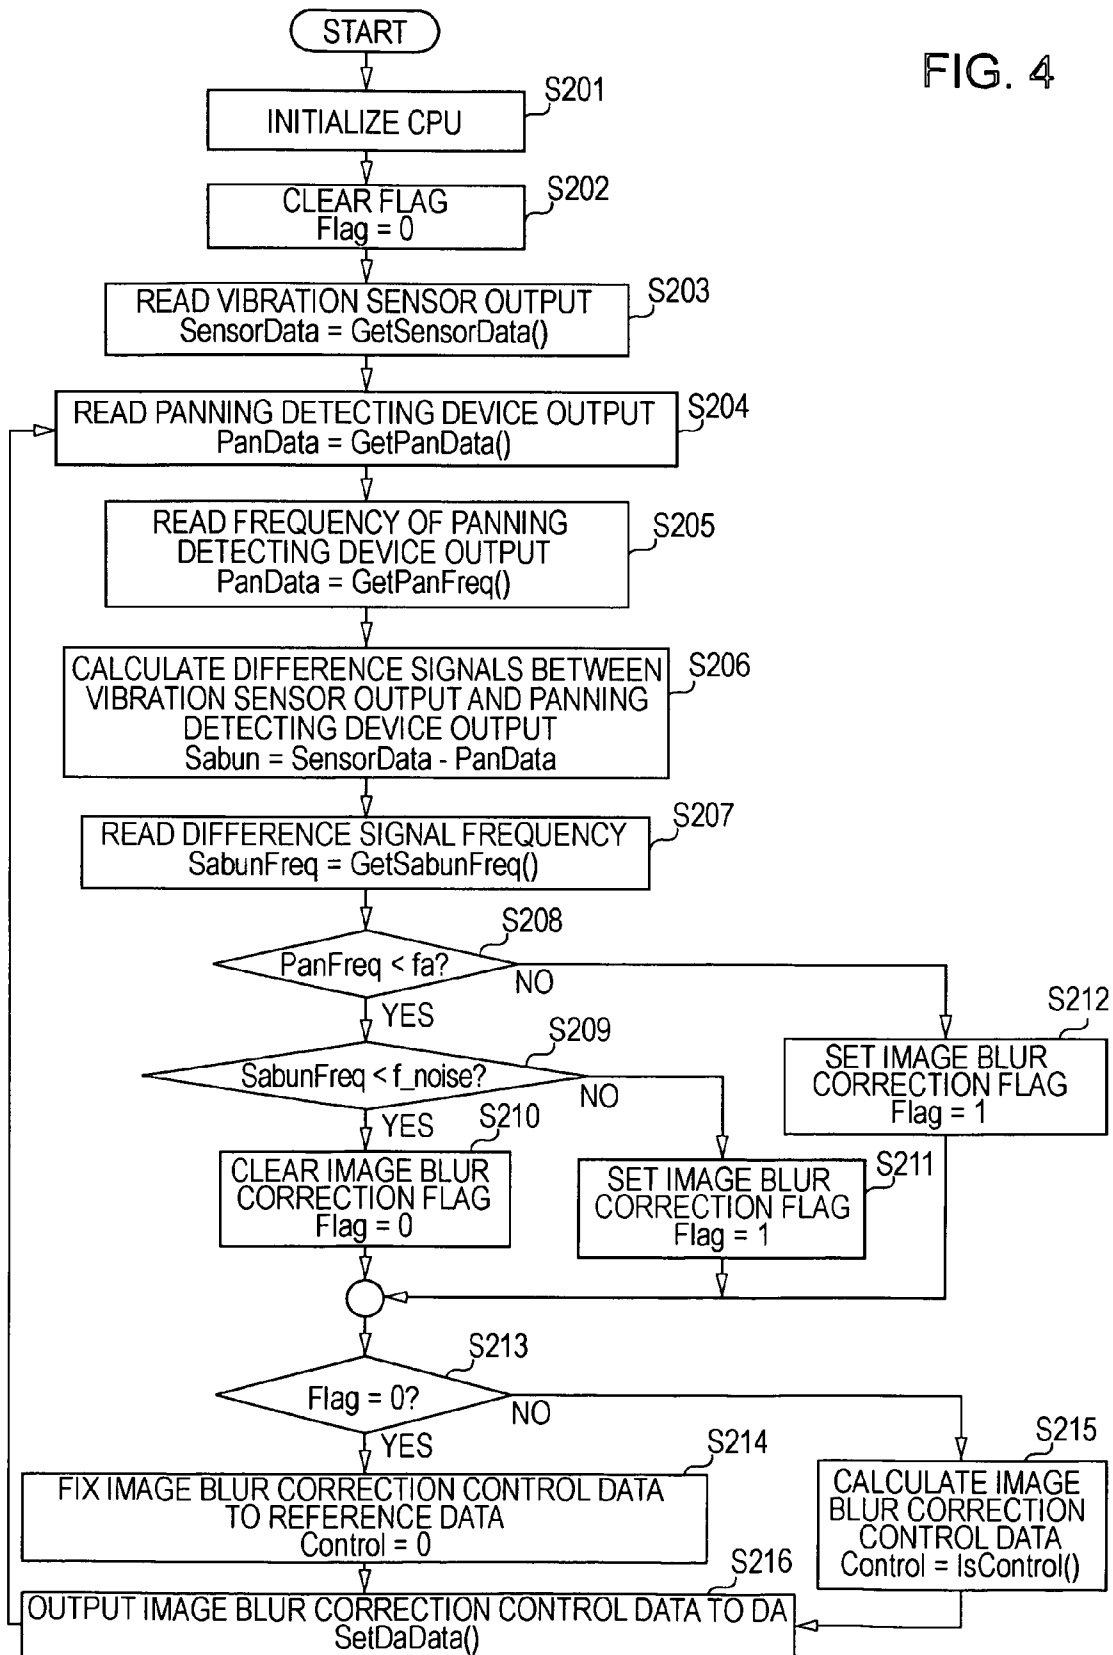 START
FIG. 4
S201
INITIALIZE CPU
S202
CLEAR FLAG
Flag = 0
S203
READ VIBRATION SENSOR OUTPUT
SensorData = GetSensorData()
S204
READ PANNING DETECTING DEVICE OUTPUT
PanData = GetPanData()
S205
READ FREQUENCY OF PANNING
DETECTING DEVICE OUTPUT
PanData = GetPanFreq()
S206
CALCULATE DIFFERENCE SIGNALS BETWEEN
VIBRATION SENSOR OUTPUT AND PANNING
DETECTING DEVICE OUTPUT
Sabun = SensorData - PanData
S207
READ DIFFERENCE SIGNAL FREQUENCY
SabunFreq = GetSabunFreq()
S208
PanFreq < fa?
NO
YES
S212
SET IMAGE BLUR
CORRECTION FLAG
Flag = 1
S209
SabunFreq < f_noise?
NO
YES
S210
CLEAR IMAGE BLUR
CORRECTION FLAG
Flag = 0
S211
SET IMAGE BLUR
CORRECTION FLAG
Flag = 1
S213
Flag = 0?
NO
YES
S214
FIX IMAGE BLUR CORRECTION CONTROL DATA
TO REFERENCE DATA
Control = 0
S215
CALCULATE IMAGE
BLUR CORRECTION
CONTROL DATA
Control = IsControl()
S216
OUTPUT IMAGE BLUR CORRECTION CONTROL DATA TO DA
SetDaData()